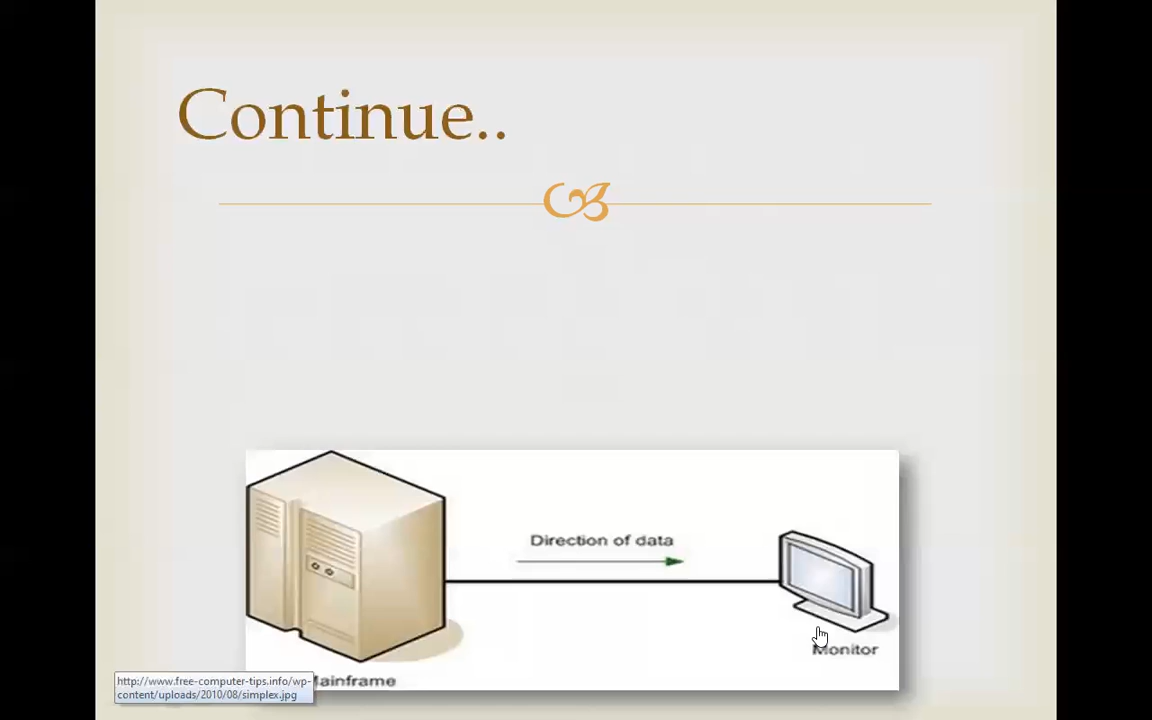 Continue..
Direction of data
Monitor
Mainframe
http://www.free-computer-tips.info/wp-
content/uploads/2010/08/simplex.jpg